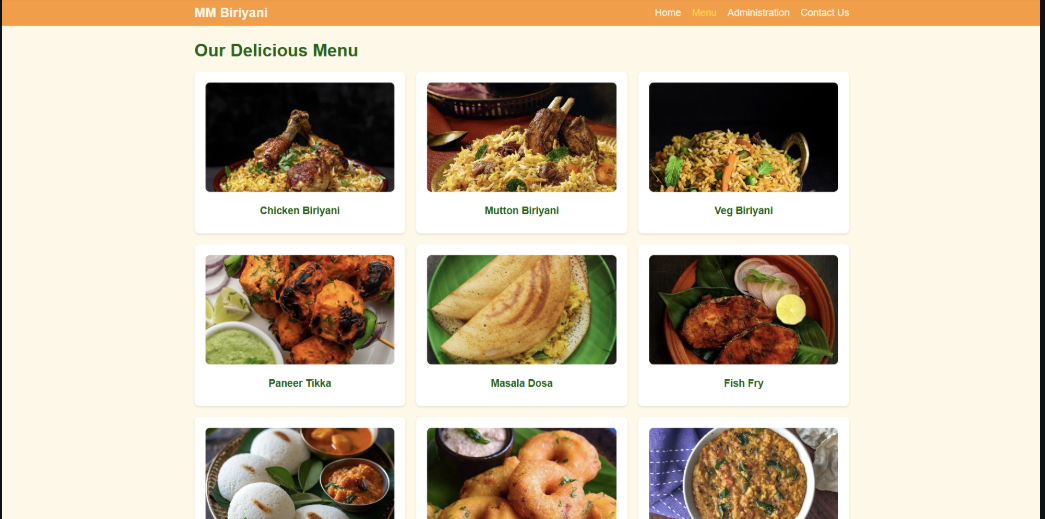 MM Biriyani
Home Menu Administration Contact Us
Our Delicious Menu
Chicken Biriyani
Mutton Biriyani
Veg Biriyani
Paneer Tikka
Masala Dosa
Fish Fry